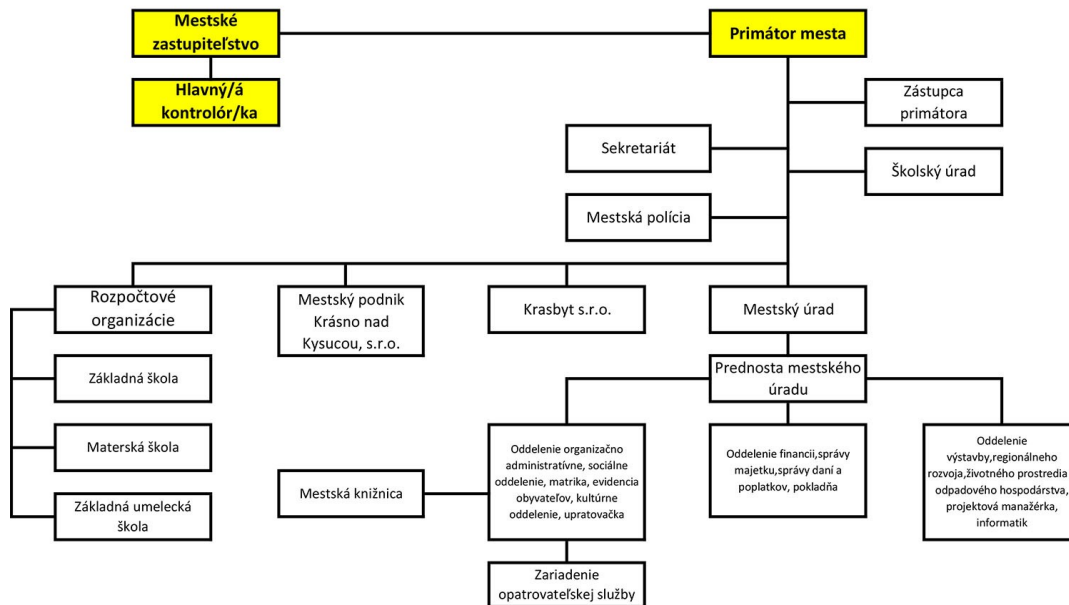 Mestské
zastupiteľstvo
Primátor mesta
Hlavný/á
kontrolór/ka
Zástupca
primátora
Sekretariát
Školský úrad
Mestská polícia
Rozpočtové
organizácie
Mestský podnik
Krásno nad
Kysucou, s.r.o.
Krasbyt s.r.o.
Mestský úrad
Základná škola
Prednosta mestského
úradu
Materská škola
Mestská knižnica
Oddelenie organizačno
administratívne, sociálne
oddelenie, matrika, evidencia
obyvateľov, kultúrne
oddelenie, upratovačka
Oddelenie financii,správy
majetku,správy daní a
poplatkov, pokladňa
Oddelenie
výstavby,regionálneho
rozvoja,životného prostredia
odpadového hospodárstva,
projektová manažérka,
informatik
Základná umelecká
škola
Zariadenie
opatrovateľskej služby